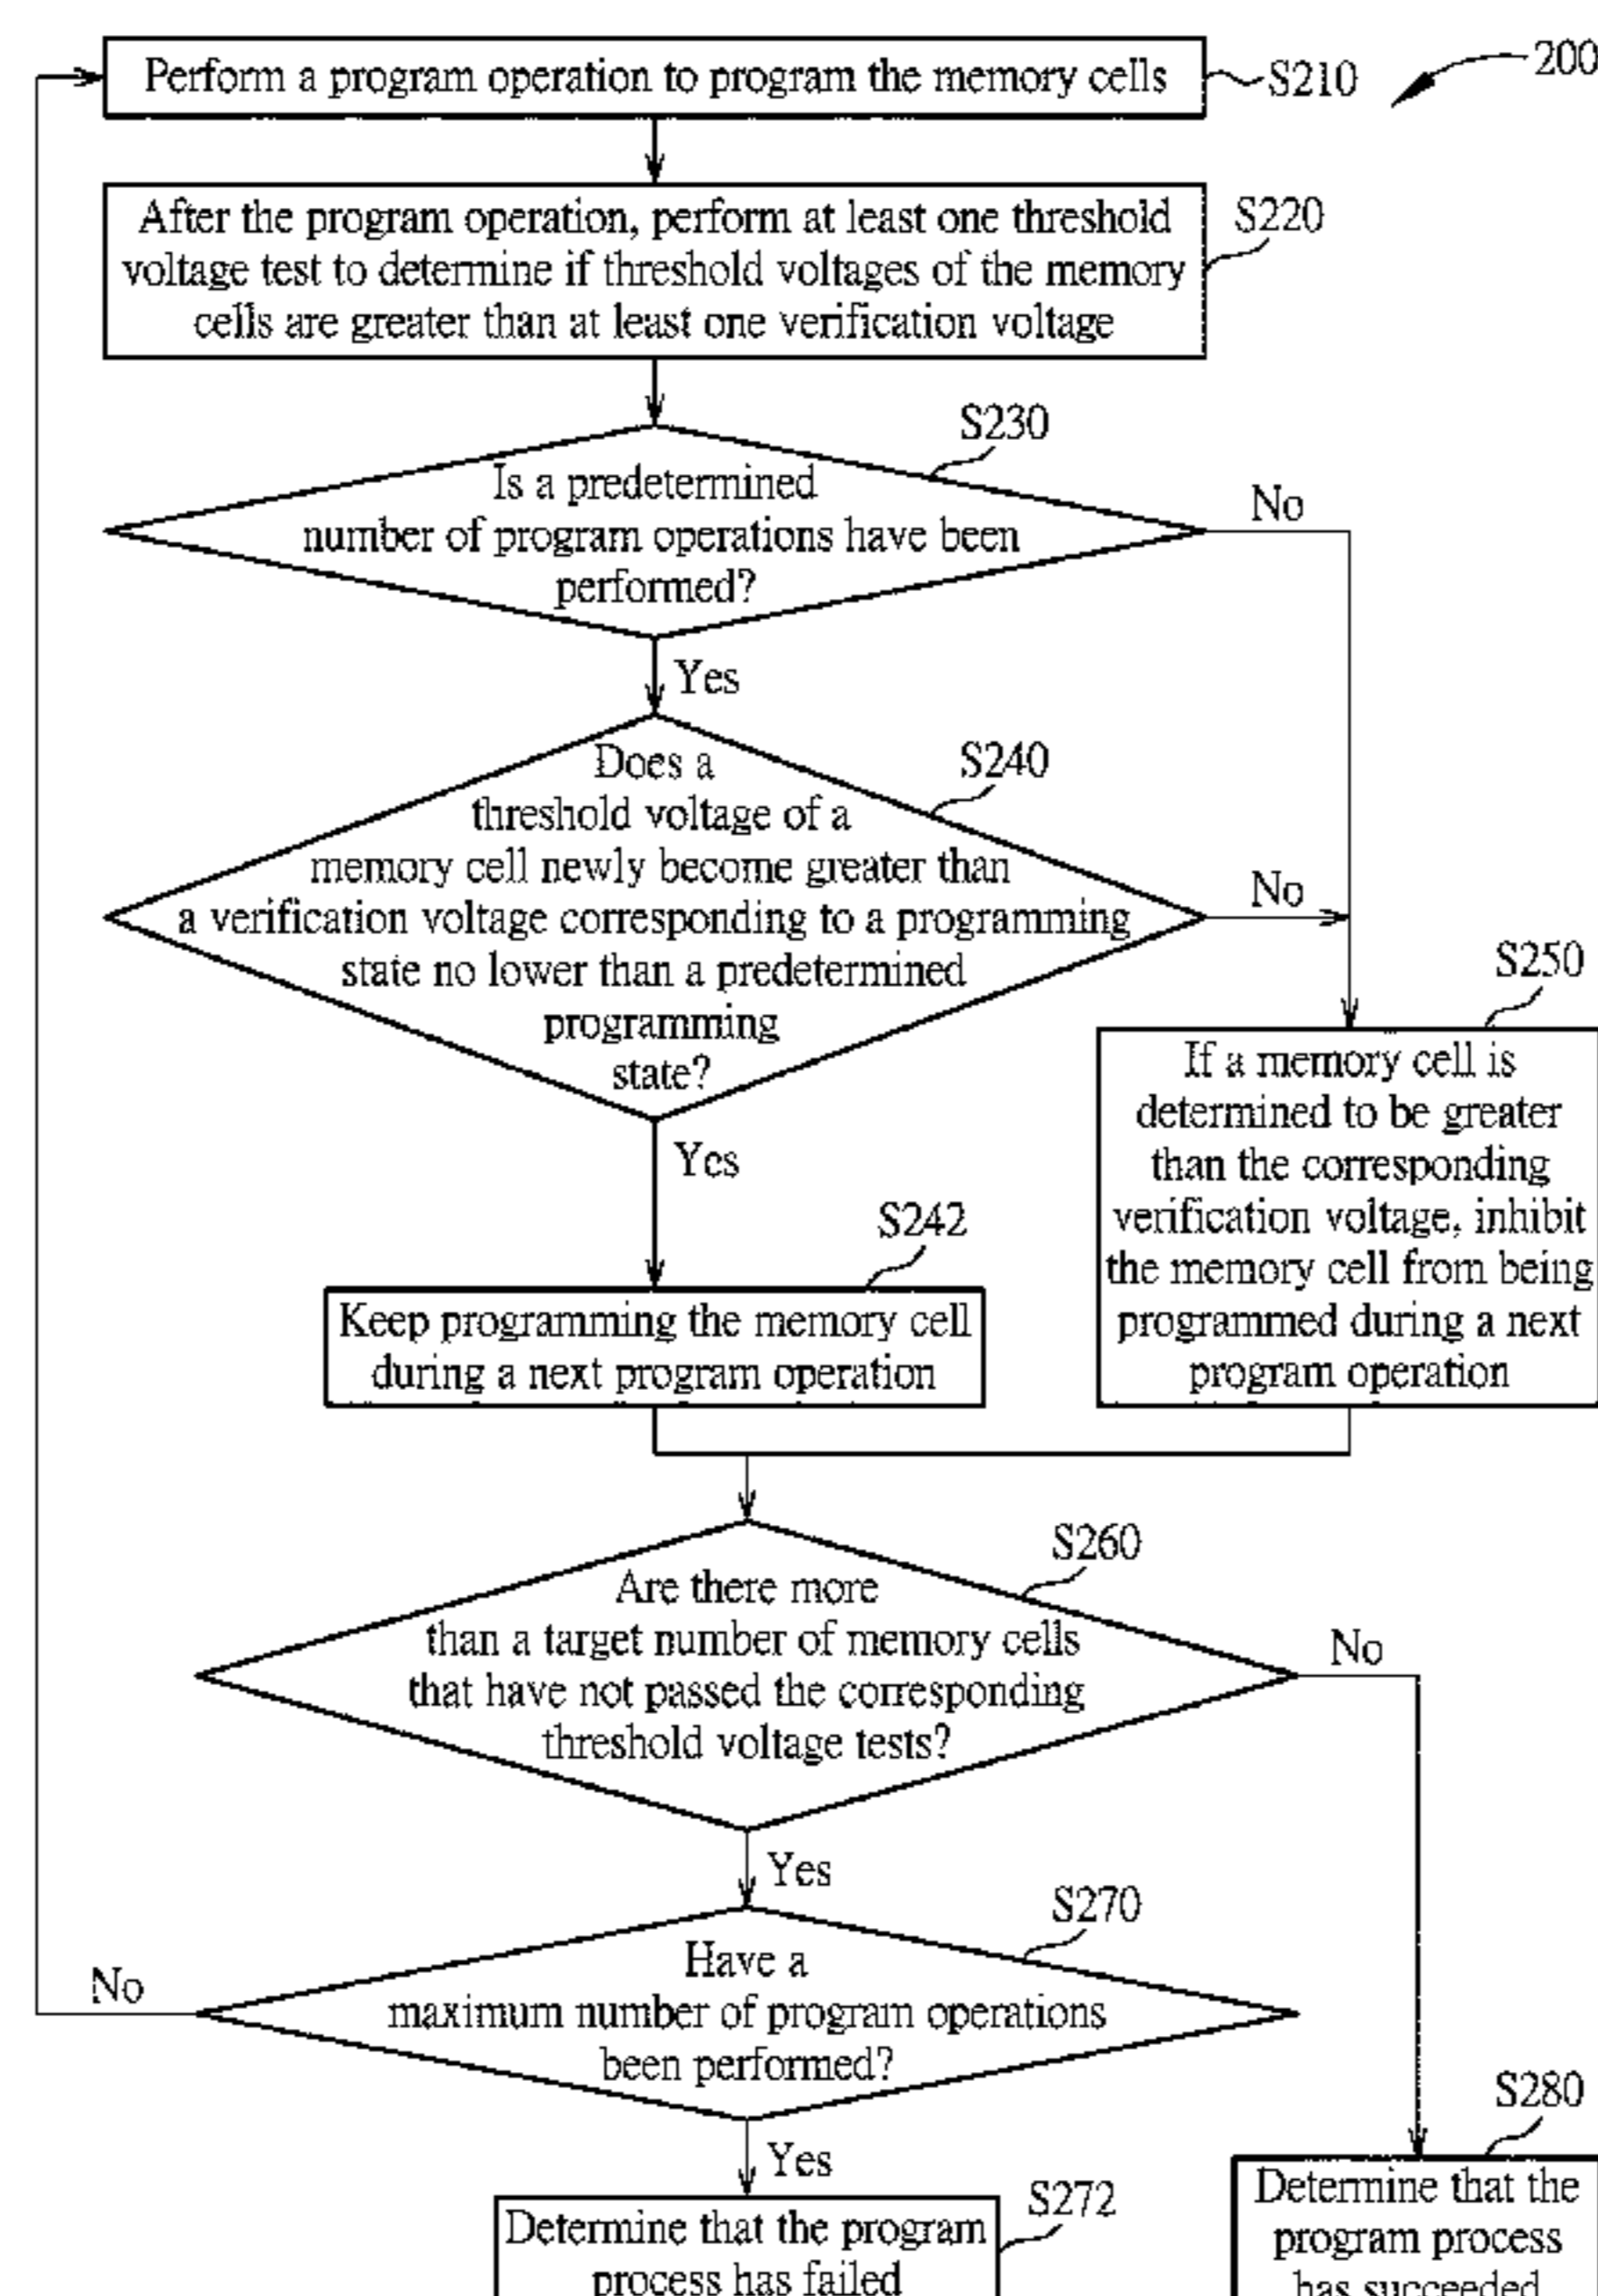 200
Perform a program operation to program the memory cells
S210
After the program operation, perform at least one threshold
voltage test to determine if threshold voltages of the memory
cells are greater than at least one verification voltage
S220
S230
Is a predetermined
number of program operations have been
performed?
No
Yes
S240
Does a
threshold voltage of a
memory cell newly become greater than
a verification voltage corresponding to a programming
state no lower than a predetermined
programming
state?
No
Yes
S250
If a memory cell is
determined to be greater
than the corresponding
verification voltage, inhibit
the memory cell from being
programmed during a next
program operation
S242
Keep programming the memory cell
during a next program operation
S260
Are there more
than a target number of memory cells
that have not passed the corresponding
threshold voltage tests?
No
Yes
S270
Have a
maximum number of program operations
been performed?
No
Yes
S272
Determine that the program
process has failed
S280
Determine that the
program process
has succeeded